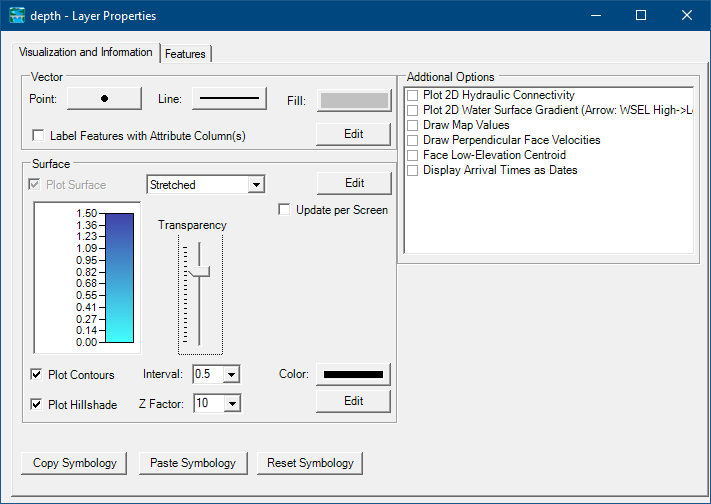 depth - Layer Properties
Visualization and Information
Features
Vector
Point:
Line:
Fill:
Label Features with Attribute Column(s)
Edit
Surface
Plot Surface
Stretched
Edit
Update per Screen
1.50
1.36
1.23
1.09
0.95
0.82
0.68
0.55
0.41
0.27
0.14
0.00
Transparency
Plot Contours
Interval:
0.5
Color:
Plot Hillshade
Z Factor:
10
Edit
Addtional Options
Plot 2D Hydraulic Connectivity
Plot 2D Water Surface Gradient (Arrow: WSEL High->Lo
Draw Map Values
Draw Perpendicular Face Velocities
Face Low-Elevation Centroid
Display Arrival Times as Dates
Copy Symbology
Paste Symbology
Reset Symbology